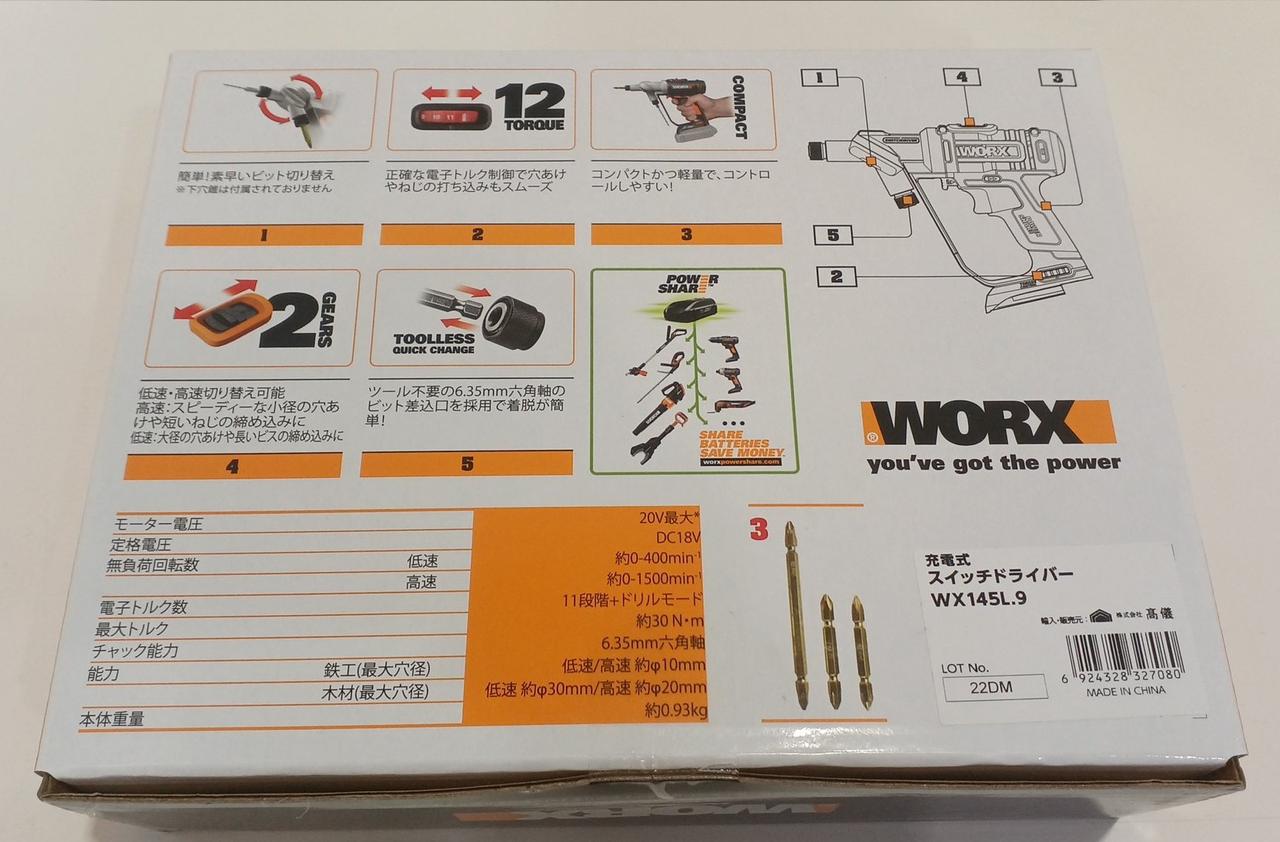 12
TORQUE
10 11
COMPACT
簡単!素早いビット切り替え
※下穴錐は付属されておりません
正確な電子トルク制御で穴あけ
やねじの打ち込みもスムーズ
コンパクトかつ軽量で、コントロ
ールしやすい!
1
2
3
2
GEARS
TOOLLESS
QUICK CHANGE
POWER
SHARE
SHARE
BATTERIES
SAVE MONEY.
worxpowershare.com
低速・高速切り替え可能
高速:スピーディーな小径の穴あ
けや短いねじの締め込みに
低速:大径の穴あけや長いビスの締め込みに
ツール不要の6.35mm六角軸の
ビット差込口を採用で着脱が簡
単!
4
5
1
4
3
WORX
5
2
®WORX
you've got the power
モーター電圧 20V最大*
定格電圧 DC18V
無負荷回転数 低速 約0-400min⁻¹
高速 約0-1500min⁻¹
電子トルク数 11段階+ドリルモード
最大トルク 約30 N・m
チャック能力 6.35mm六角軸
能力 鉄工(最大穴径) 低速/高速 約φ10mm
木材(最大穴径) 低速 約φ30mm/高速 約φ20mm
本体重量 約0.93kg
3
充電式
スイッチドライバー
WX145L.9
輸入・販売元: 株式会社 髙儀
LOT No.
22DM
6 924328 327080
MADE IN CHINA
WORX